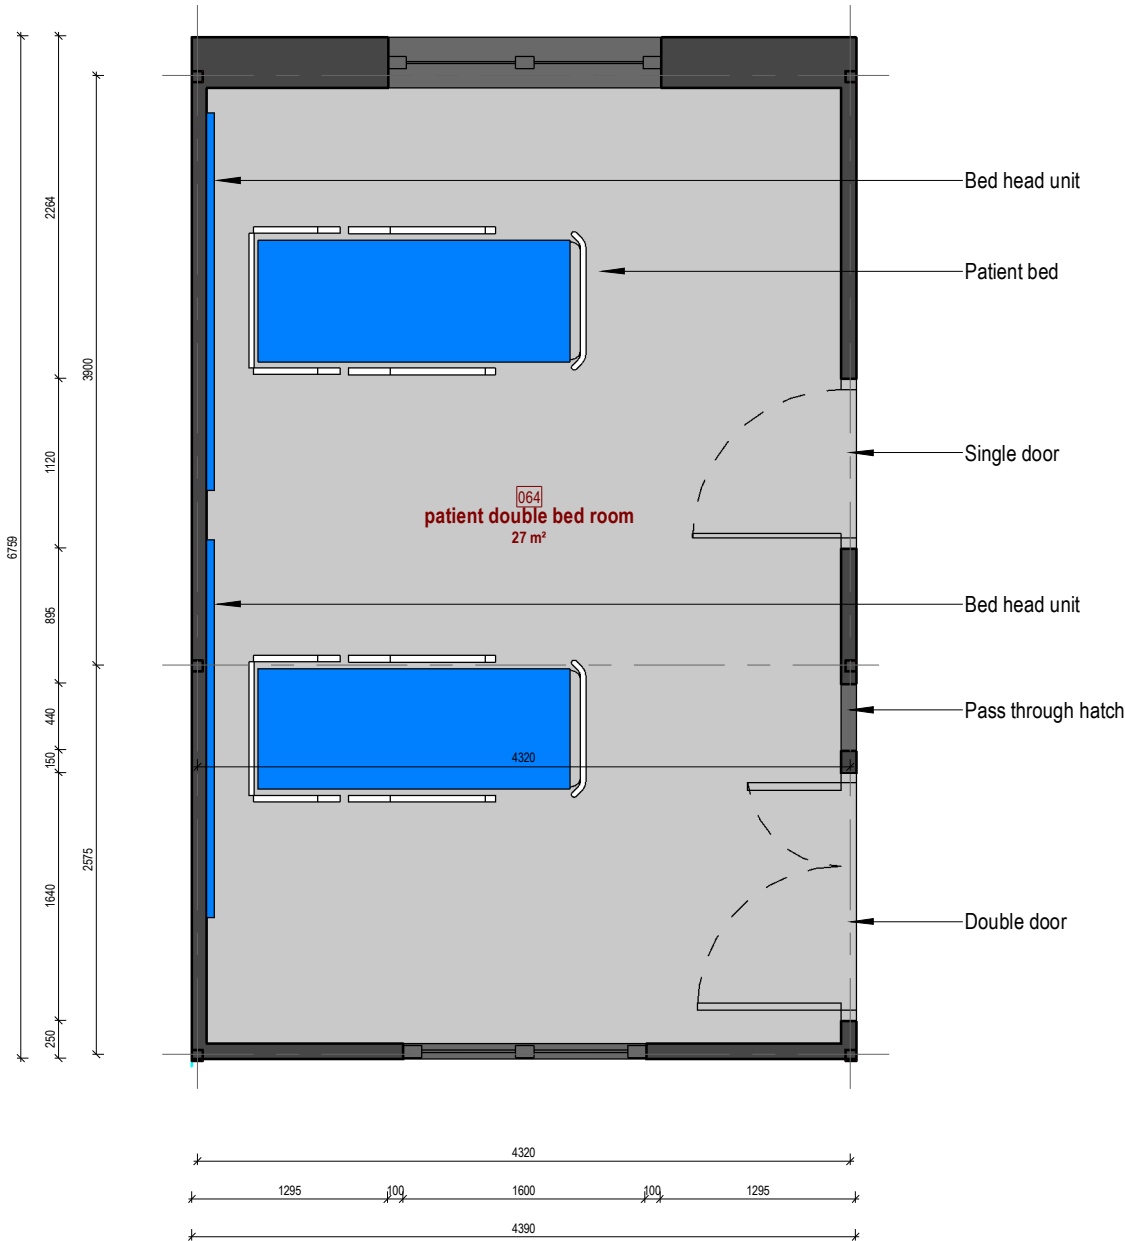 Bed head unit
2264
Patient bed
3900
1120
Single door
064
patient double bed room
27 m²
6759
895
Bed head unit
440
Pass through hatch
150
4320
2575
1640
Double door
250
4320
1295
100
1600
100
1295
4390